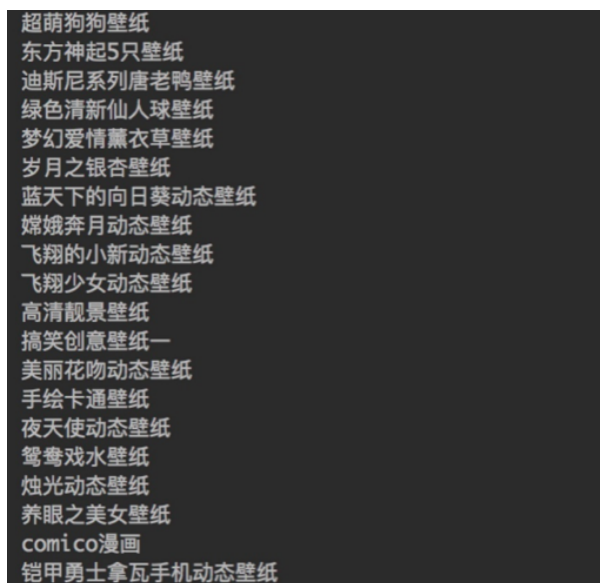 超萌狗狗壁纸
东方神起5只壁纸
迪斯尼系列唐老鸭壁纸
绿色清新仙人球壁纸
梦幻爱情薰衣草壁纸
岁月之银杏壁纸
蓝天下的向日葵动态壁纸
嫦娥奔月动态壁纸
飞翔的小新动态壁纸
飞翔少女动态壁纸
高清靓景壁纸
搞笑创意壁纸一
美丽花吻动态壁纸
手绘卡通壁纸
夜天使动态壁纸
鸳鸯戏水壁纸
烛光动态壁纸
养眼之美女壁纸
comico漫画
铠甲勇士拿瓦手机动态壁纸